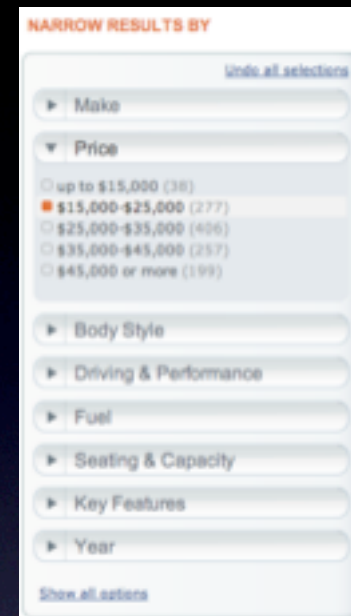 NARROW RESULTS BY
Undo all selections
Make
Price
up to $15,000 (38)
$15,000-$25,000 (277)
$25,000-$35,000 (406)
$35,000-$45,000 (257)
$45,000 or more (199)
Body Style
Driving & Performance
Fuel
Seating & Capacity
Key Features
Year
Show all options